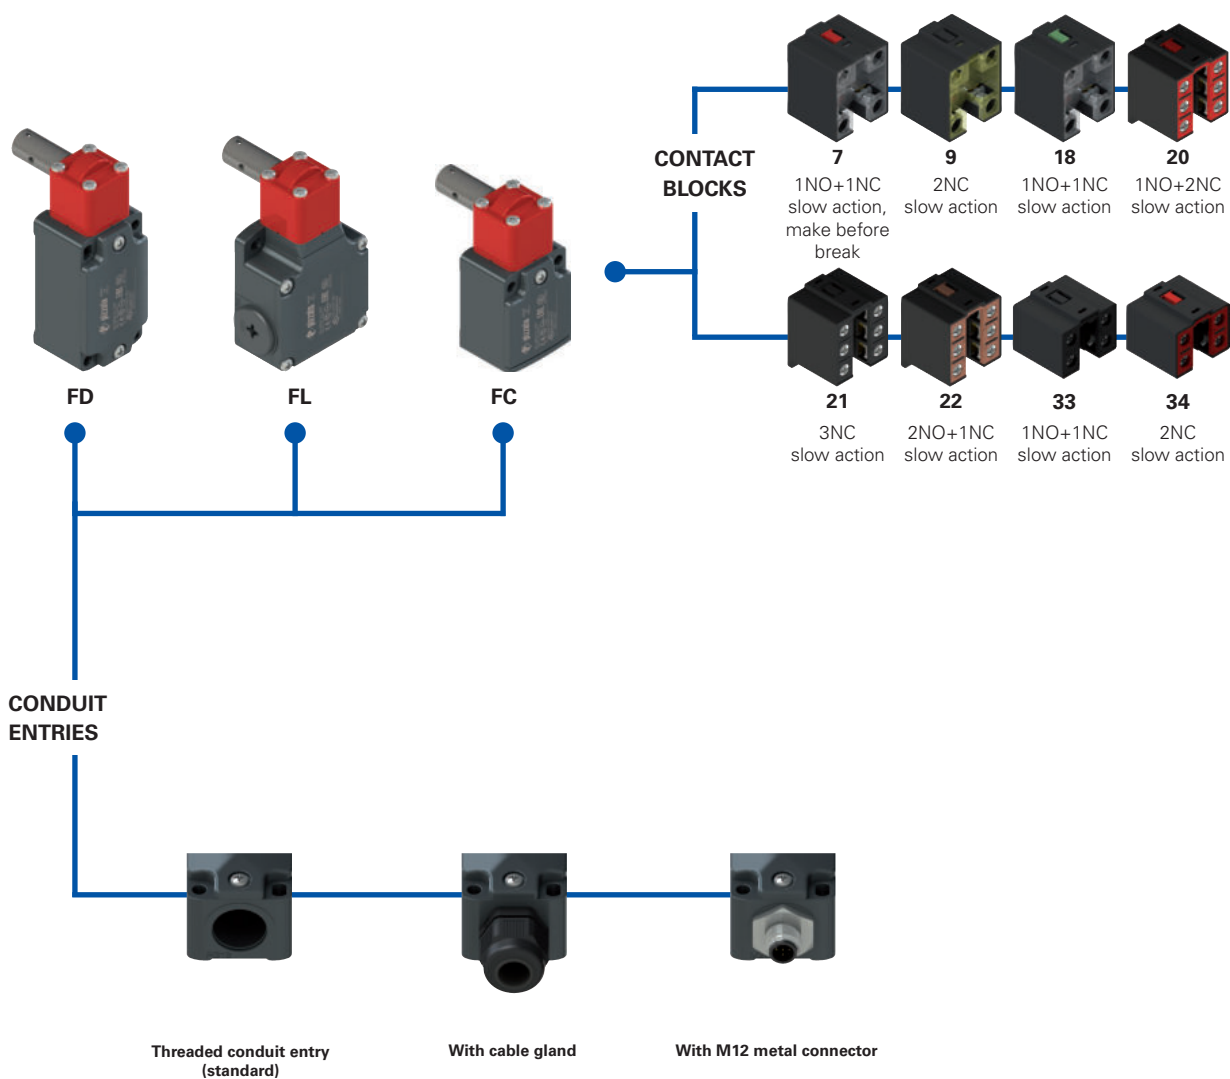 CONTACT
BLOCKS
7
9
18
20
1NO+1NC
slow action,
make before
break
2NC
slow action
1NO+1NC
slow action
1NO+2NC
slow action
FD
FL
FC
21
22
33
34
3NC
slow action
2NO+1NC
slow action
1NO+1NC
slow action
2NC
slow action
CONDUIT
ENTRIES
Threaded conduit entry
(standard)
With cable gland
With M12 metal connector